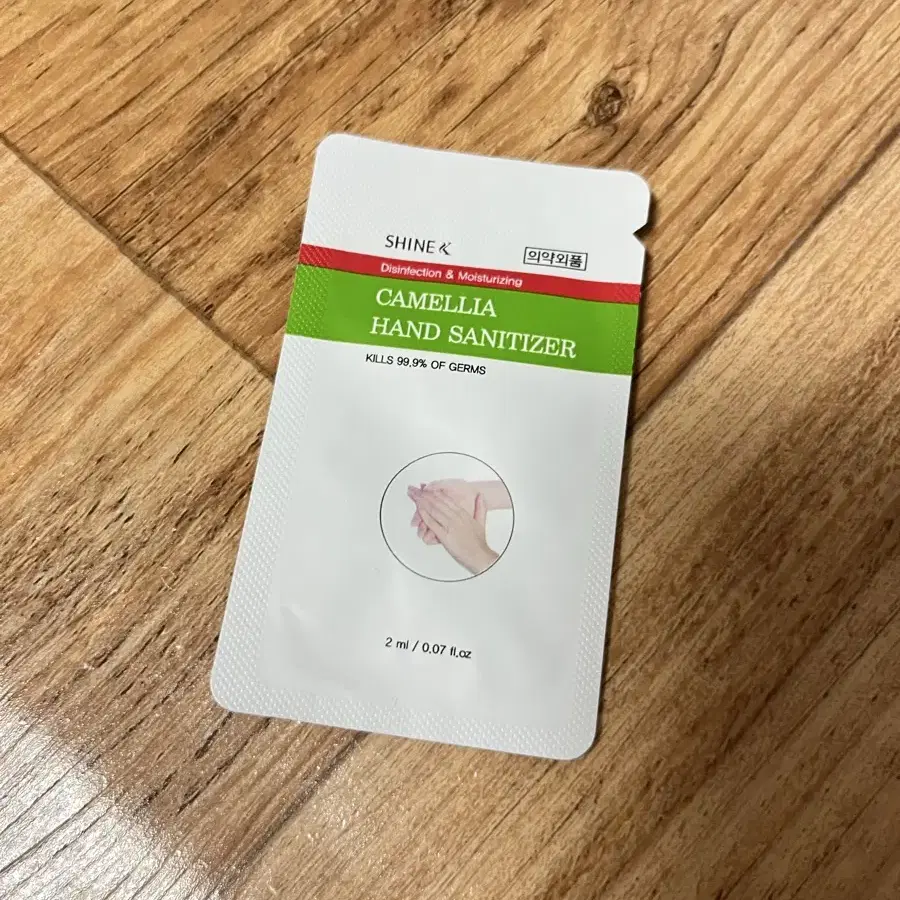 SHINE K
의약외품
Disinfection & Moisturizing
CAMELLIA
HAND SANITIZER
KILLS 99.9% OF GERMS
2 ml / 0.07 fl.oz